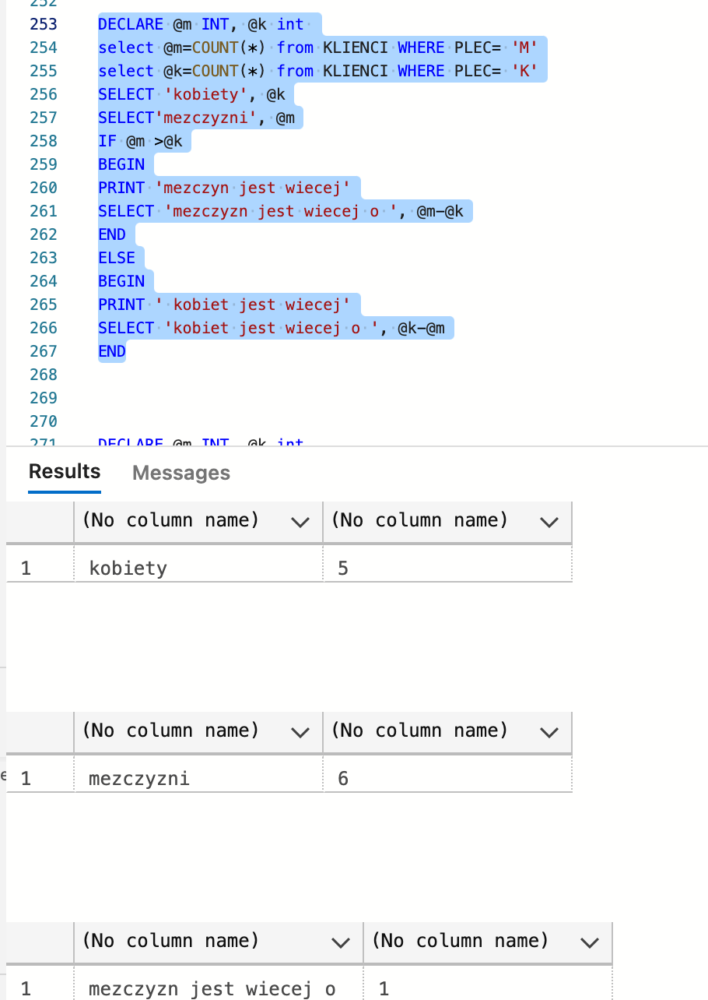 252
253 DECLARE @m INT, @k int
254 select @m=COUNT(*) from KLIENCI WHERE PLEC= 'M'
255 select @k=COUNT(*) from KLIENCI WHERE PLEC= 'K'
256 SELECT 'kobiety', @k
257 SELECT'mezczyzni', @m
258 IF @m >@k
259 BEGIN
260 PRINT 'mezczyn jest wiecej'
261 SELECT 'mezczyzn jest wiecej o ', @m-@k
262 END
263 ELSE
264 BEGIN
265 PRINT ' kobiet jest wiecej'
266 SELECT 'kobiet jest wiecej o ', @k-@m
267 END
268
269
270
271 DECLARE @m INT, @k int
Results Messages
(No column name) (No column name)
1 kobiety 5
(No column name) (No column name)
e 1 mezczyzni 6
(No column name) (No column name)
1 mezczyzn jest wiecej o 1